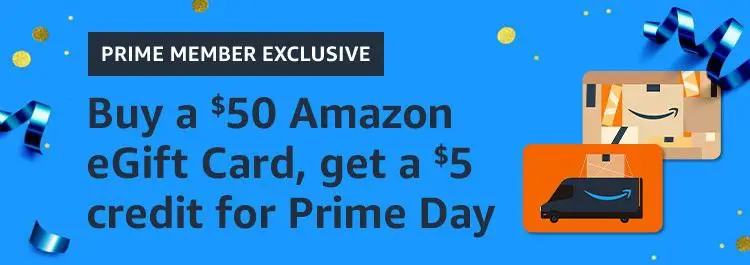 PRIME MEMBER EXCLUSIVE
Buy a $50 Amazon
eGift Card, get a $5
credit for Prime Day